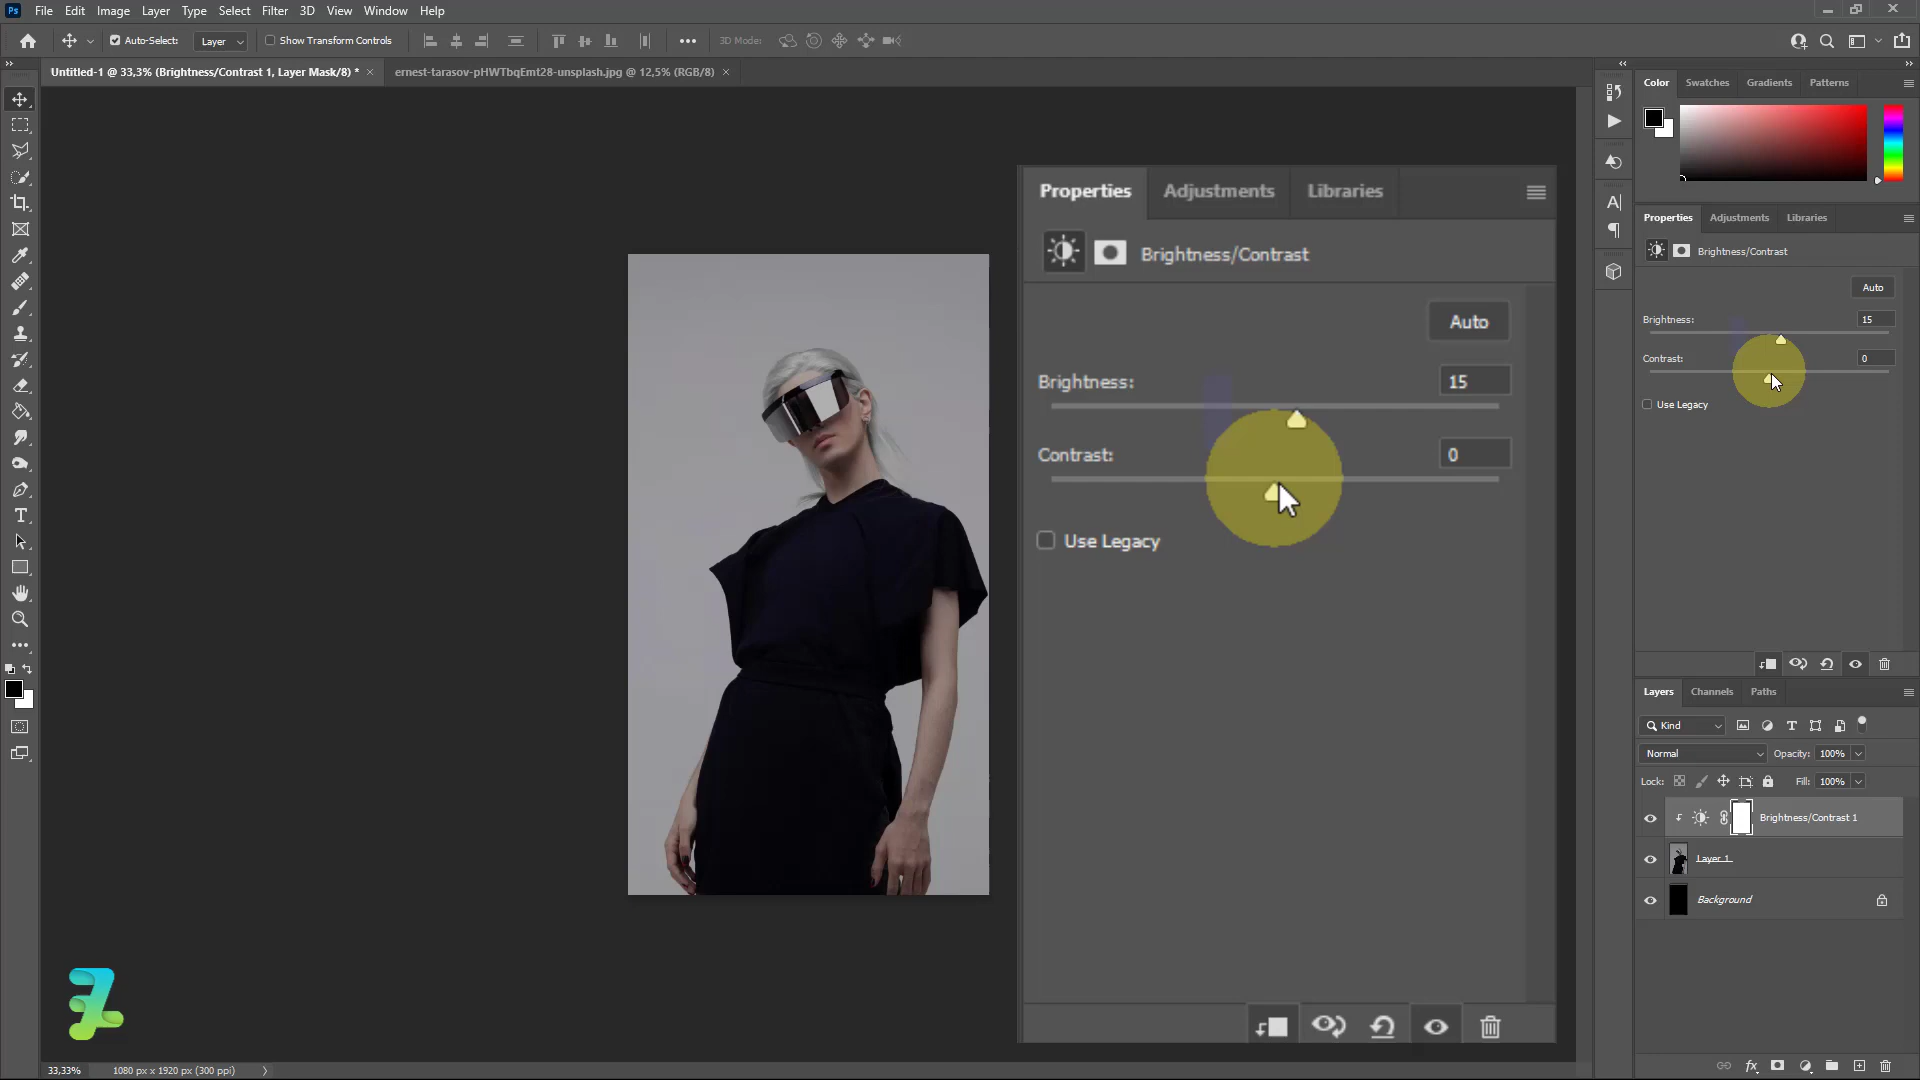 Ps File Edit Image Layer Type Select Filter 3D View Window Help
Auto-Select: Layer Show Transform Controls 3D Mode:
Untitled-1 @ 33,3% (Brightness/Contrast 1, Layer Mask/8) * ernest-tarasov-pHWTbqEmt28-unsplash.jpg @ 12,5% (RGB/8)
Color Swatches Gradients Patterns
Properties Adjustments Libraries
Brightness/Contrast
Auto
Brightness: 15
Contrast: 0
Use Legacy
Properties Adjustments Libraries
Brightness/Contrast
Auto
Brightness: 15
Contrast: 0
Use Legacy
Layers Channels Paths
Kind
Normal Opacity: 100%
Lock: Fill: 100%
Brightness/Contrast 1
Layer 1
Background
33,33% 1080 px x 1920 px (300 ppi)